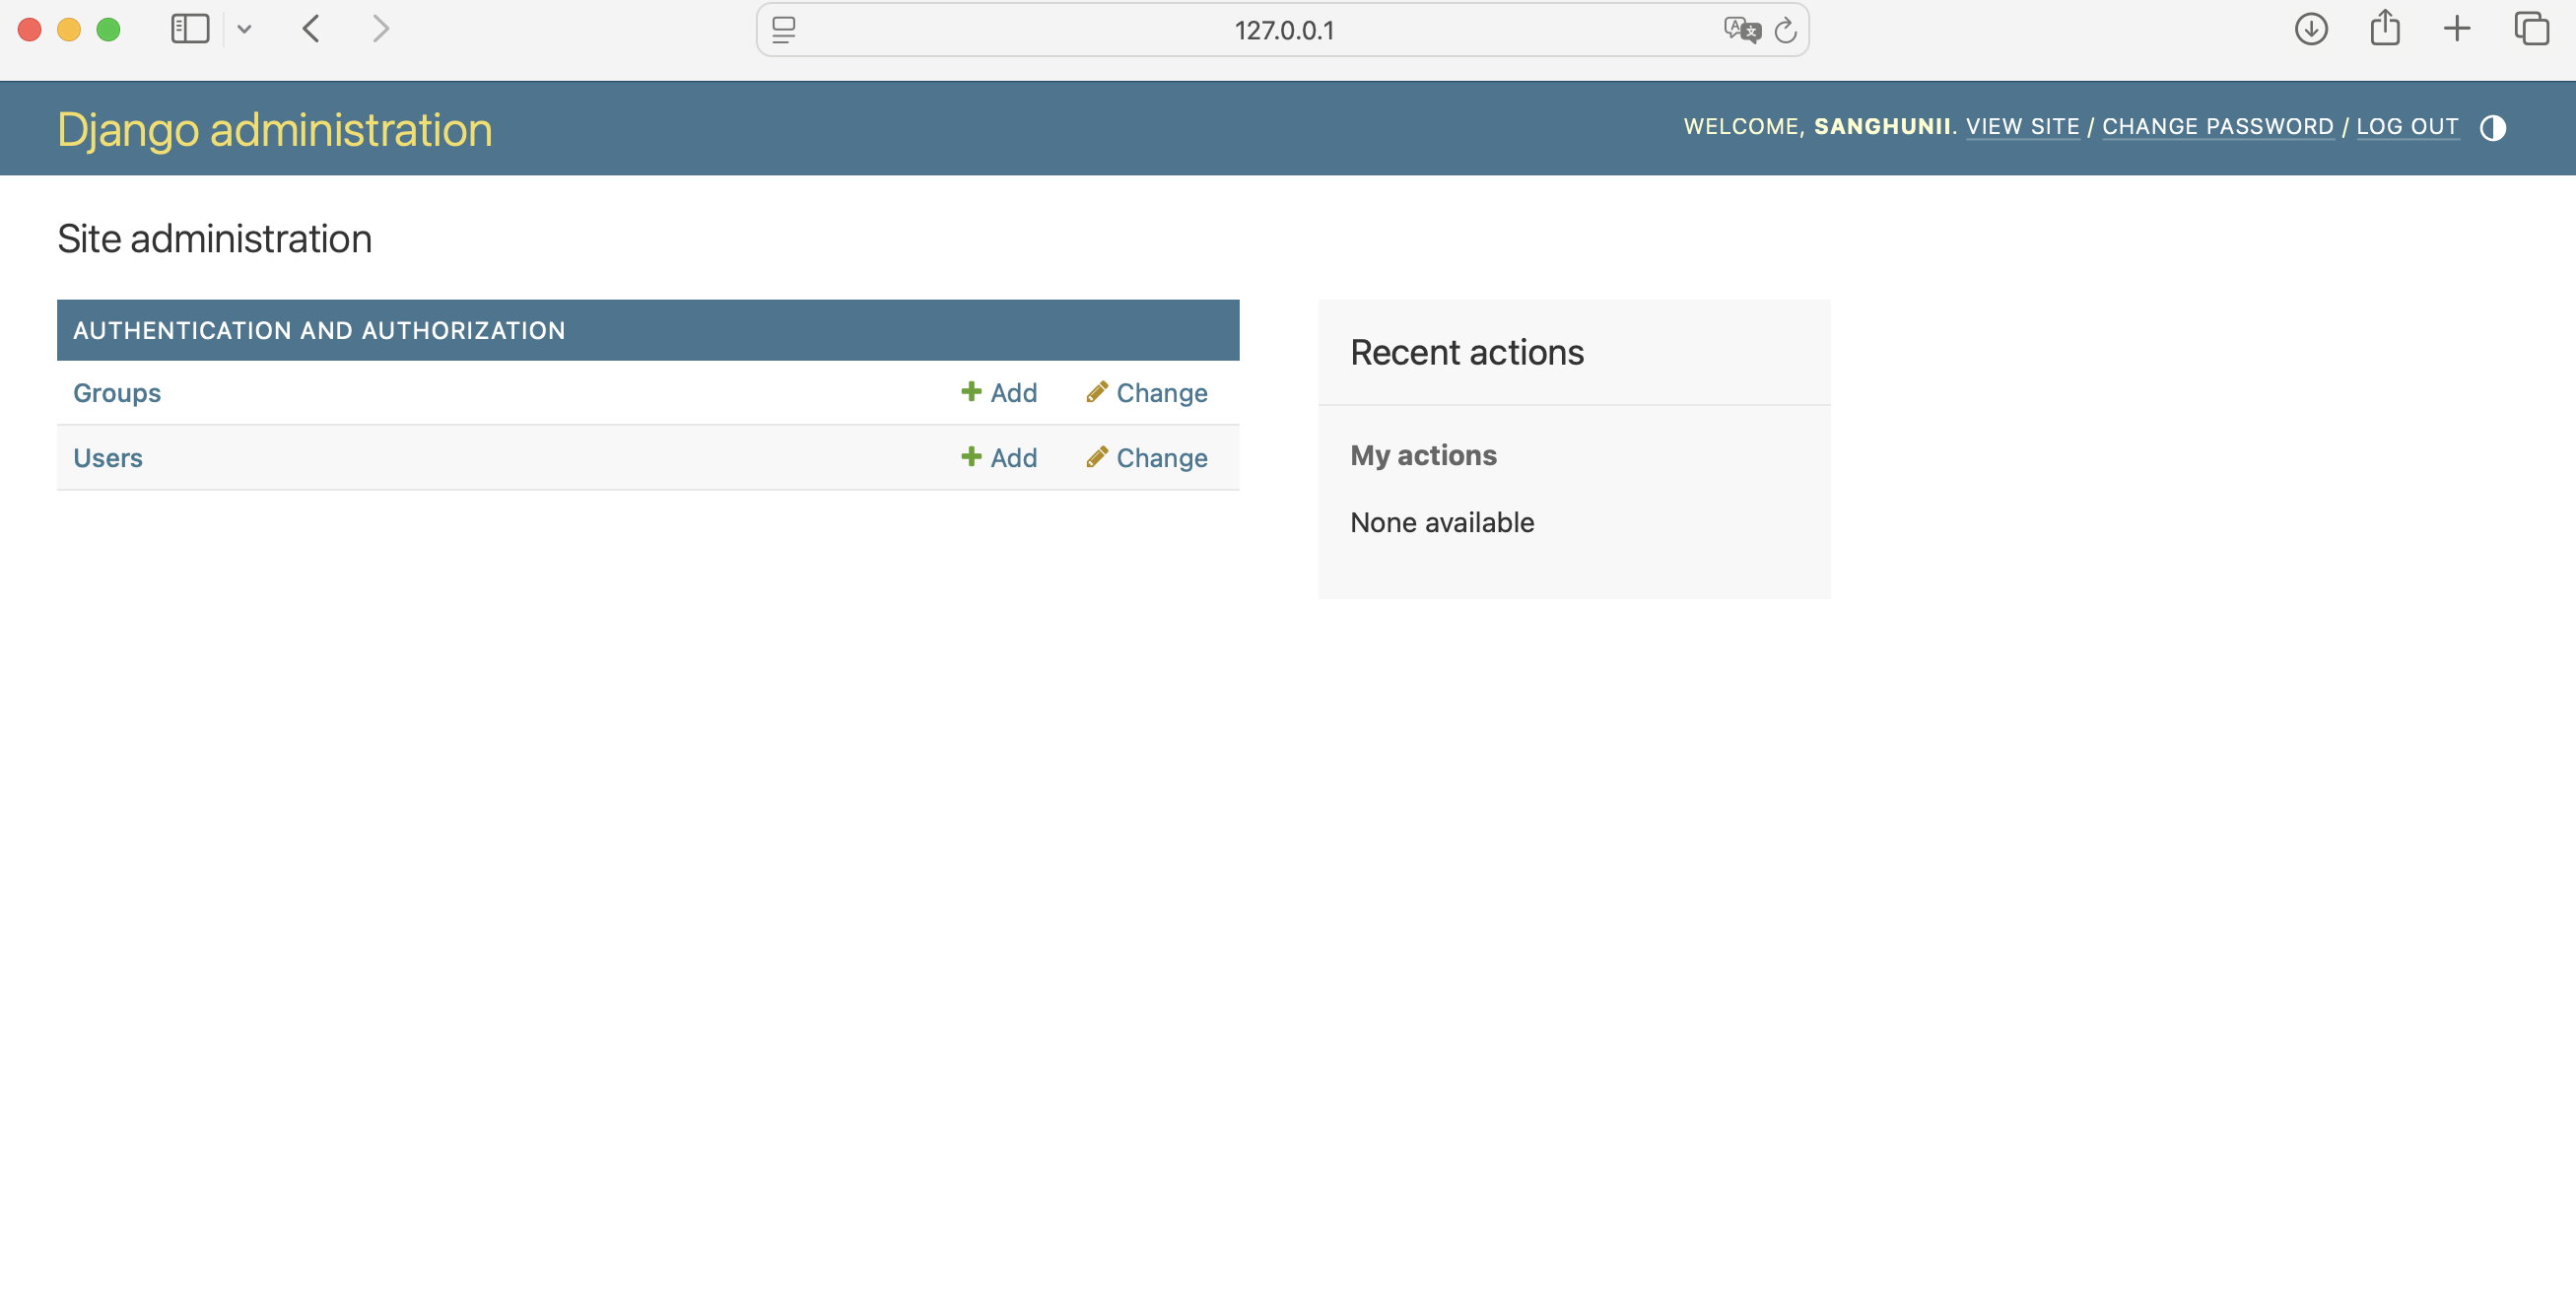 127.0.0.1
Django administration
WELCOME, SANGHUNII. VIEW SITE / CHANGE PASSWORD / LOG OUT
Site administration
AUTHENTICATION AND AUTHORIZATION
Groups Add Change
Users Add Change
Recent actions
My actions
None available